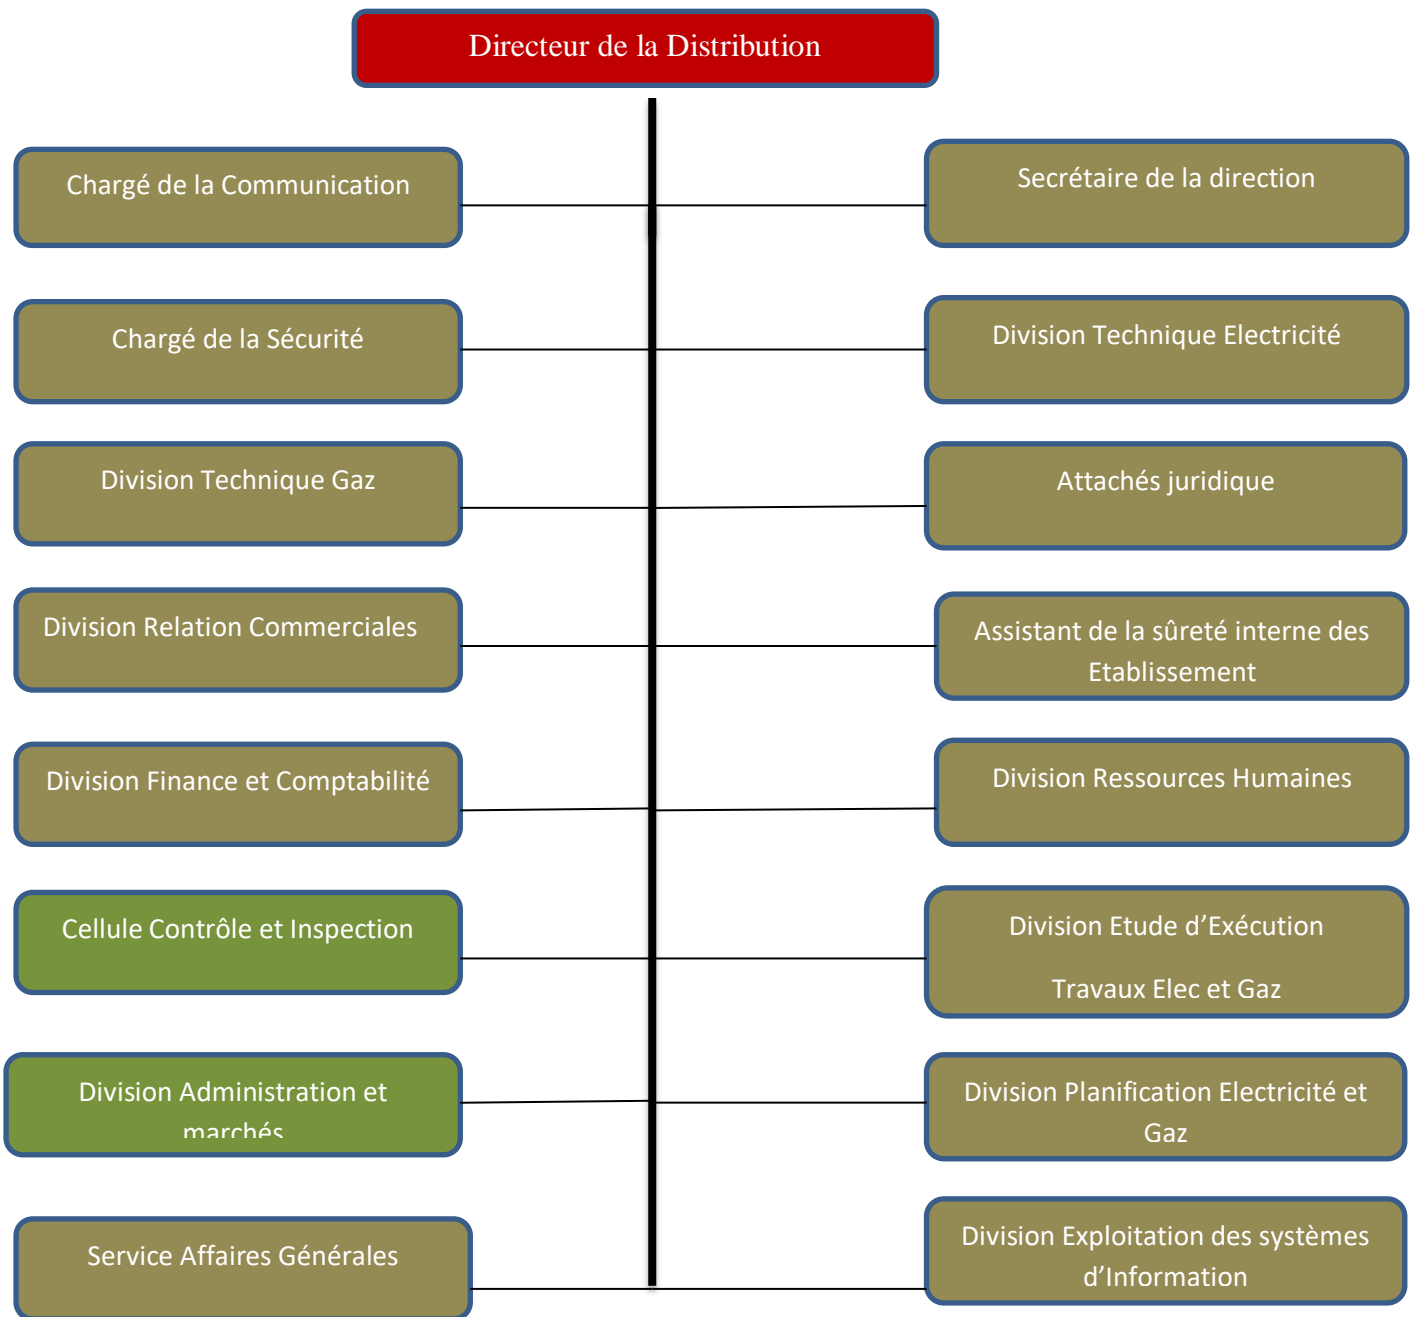 Directeur de la Distribution
Chargé de la Communication
Secrétaire de la direction
Chargé de la Sécurité
Division Technique Electricité
Division Technique Gaz
Attachés juridique
Division Relation Commerciales
Assistant de la sûreté interne des
Etablissement
Division Finance et Comptabilité
Division Ressources Humaines
Cellule Contrôle et Inspection
Division Etude d’Exécution
Travaux Elec et Gaz
Division Administration et
marchés
Division Planification Electricité et
Gaz
Service Affaires Générales
Division Exploitation des systèmes
d’Information